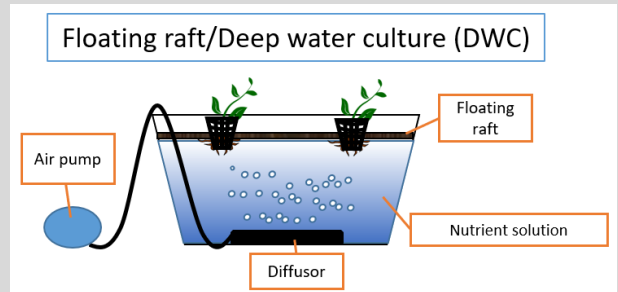 Floating raft/Deep water culture (DWC)
Floating
raft
Air pump
Nutrient solution
Diffusor